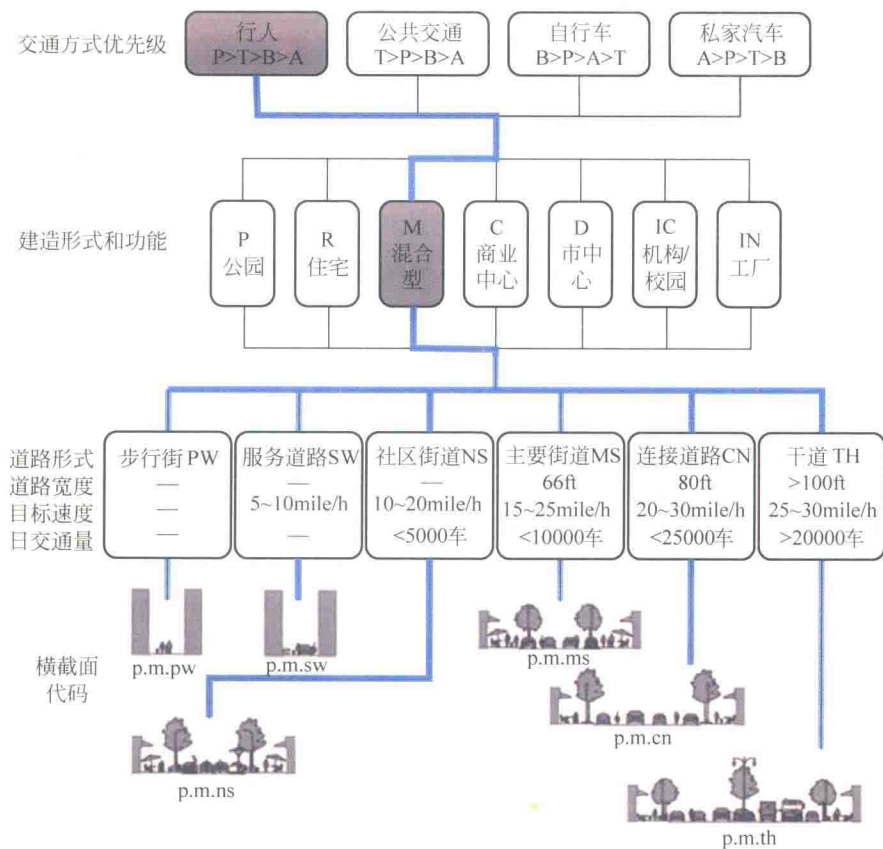 交通方式优先级
行人
P>T>B>A
公共交通
T>P>B>A
自行车
B>P>A>T
私家汽车
A>P>T>B
建造形式和功能
P
公园
R
住宅
M
混合
型
C
商业
中心
D
市中
心
IC
机构/
校园
IN
工厂
道路形式
道路宽度
目标速度
日交通量
步行街PW
—
—
—
服务道路SW
—
5~10mile/h
—
社区街道NS
—
10~20mile/h
<5000车
主要街道MS
66ft
15~25mile/h
<10000车
连接道路CN
80ft
20~30mile/h
<25000车
干道TH
>100ft
25~30mile/h
>20000车
横截面
代码
p.m.pw
p.m.sw
p.m.ms
p.m.cn
p.m.ns
p.m.th